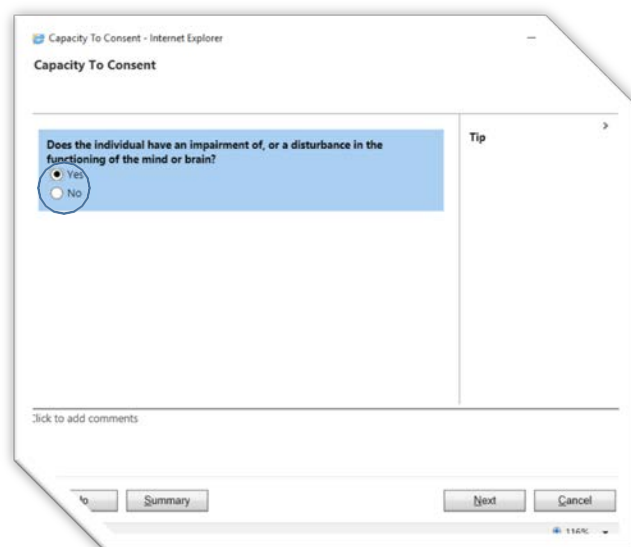 Capacity To Consent - Internet Explorer
Capacity To Consent
Does the individual have an impairment of, or a disturbance in the
functioning of the mind or brain?
Yes
No
Tip
to add comments
Summary
Next
Cancel
116%